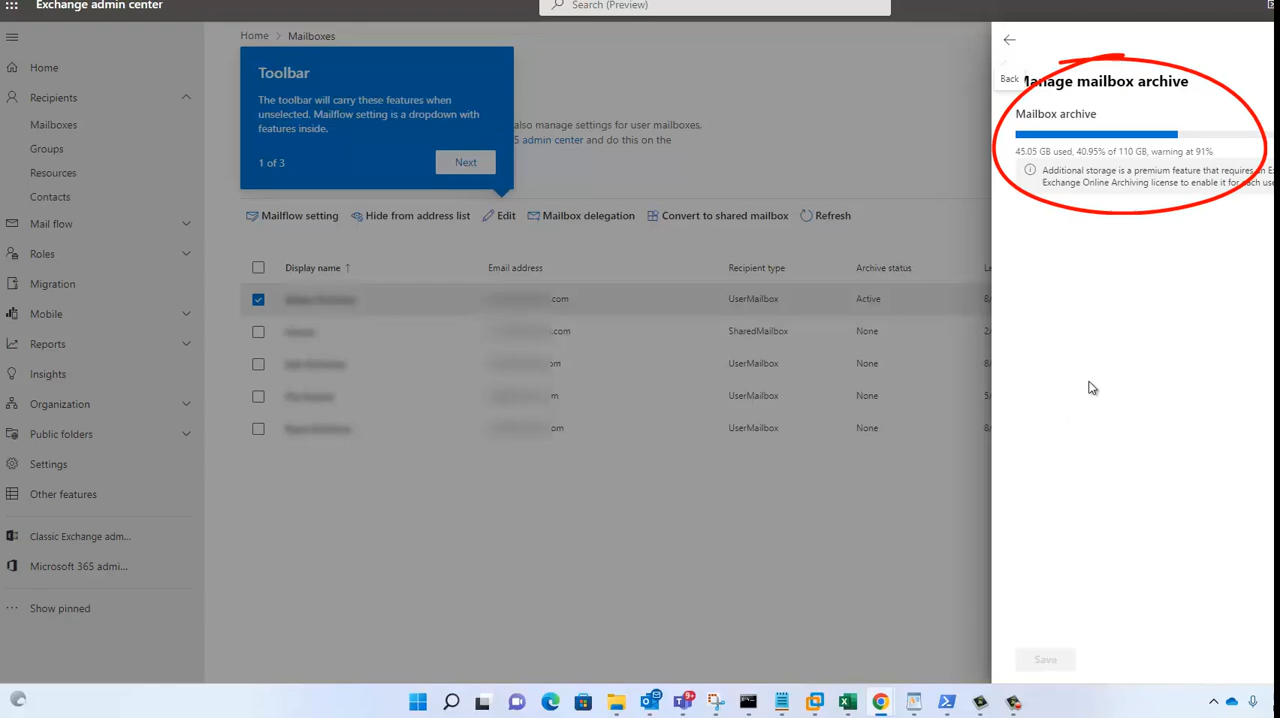 Exchange admin center
Search (Preview)
Home
Recipients
Mailboxes
Groups
Resources
Contacts
Mail flow
Roles
Migration
Mobile
Reports
Insights
Organization
Public folders
Settings
Other features
Classic Exchange adm...
Microsoft 365 admi...
Show pinned
Home > Mailboxes
Toolbar
The toolbar will carry these features when
unselected. Mailflow setting is a dropdown with
features inside.
1 of 3
Next
also manage settings for user mailboxes.
admin center and do this on the
Mailflow setting Hide from address list Edit Mailbox delegation Convert to shared mailbox Refresh
Display name ↑ Email address Recipient type Archive status
.com UserMailbox Active 8/
.com SharedMailbox None 2/
om UserMailbox None 8/
m UserMailbox None 5/
om UserMailbox None 8/
Back
Manage mailbox archive
Mailbox archive
45.05 GB used, 40.95% of 110 GB, warning at 91%
Additional storage is a premium feature that requires an
Exchange Online Archiving license to enable it for each
Save
9+